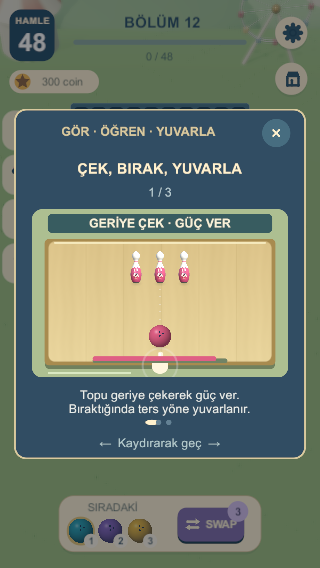 HAMLE
48
BÖLÜM 12
0 / 48
300 coin
GÖR · ÖĞREN · YUVARLA
×
ÇEK, BIRAK, YUVARLA
1 / 3
GERİYE ÇEK · GÜÇ VER
Topu geriye çekerek güç ver.
Bıraktığında ters yöne yuvarlanır.
← Kaydırarak geç →
SIRADAKİ
1
2
3
SWAP
3